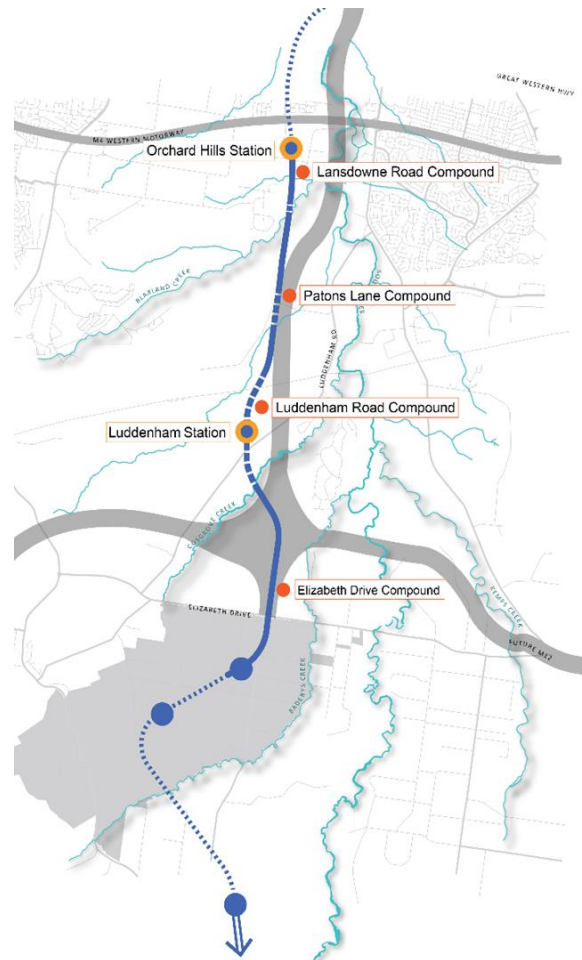 GREAT WESTERN HWY
M4 WESTERN MOTORWAY
Orchard Hills Station
Lansdowne Road Compound
BLAXLAND CREEK
Patons Lane Compound
LUDDENHAM RD
Luddenham Road Compound
Luddenham Station
COSGROVE CREEK
Elizabeth Drive Compound
KEMPS CREEK
ELIZABETH DRIVE
FUTURE M12
BADGERYS CREEK